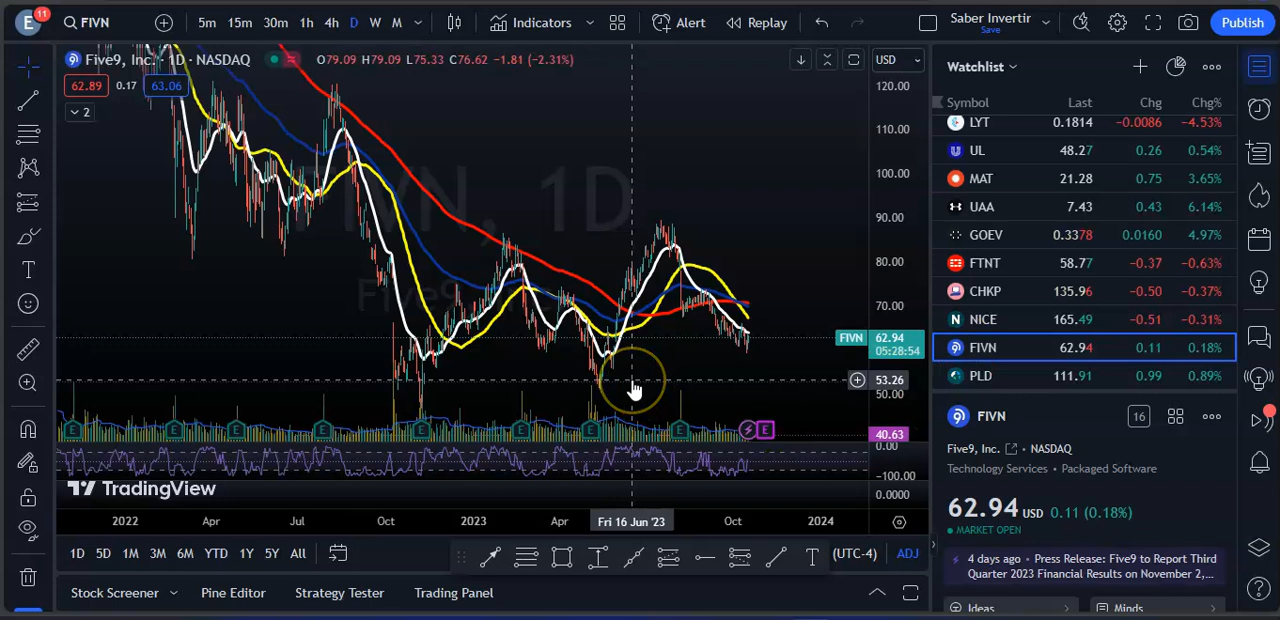 E 11 FIVN 5m 15m 30m 1h 4h D W M Indicators Alert Replay Saber Invertir Save Publish
Five9, Inc. · 1D · NASDAQ O79.09 H79.09 L75.33 C76.62 −1.81 (−2.31%) USD
62.89 0.17 63.06
2
FIVN, 1D
Five9, In
120.00
110.00
100.00
90.00
80.00
70.00
FIVN 62.94
05:28:54
53.26
50.00
40.63
0.00
−100.00
0.0000
E E E E E E E E E
TradingView
2022 Apr Jul Oct 2023 Apr Fri 16 Jun '23 Oct 2024
1D 5D 1M 3M 6M YTD 1Y 5Y All T (UTC-4) ADJ
Stock Screener Pine Editor Strategy Tester Trading Panel
Watchlist
Symbol Last Chg Chg%
LYT 0.1814 −0.0086 −4.53%
UL 48.27 0.26 0.54%
MAT 21.28 0.75 3.65%
UAA 7.43 0.43 6.14%
GOEV 0.3378 0.0160 4.97%
FTNT 58.77 −0.37 −0.63%
CHKP 135.96 −0.50 −0.37%
NICE 165.49 −0.51 −0.31%
FIVN 62.94 0.11 0.18%
PLD 111.91 0.99 0.89%
FIVN 16
Five9, Inc. • NASDAQ
Technology Services • Packaged Software
62.94 USD 0.11 (0.18%)
MARKET OPEN
4 days ago • Press Release: Five9 to Report Third
Quarter 2023 Financial Results on November 2,...
Ideas Minds